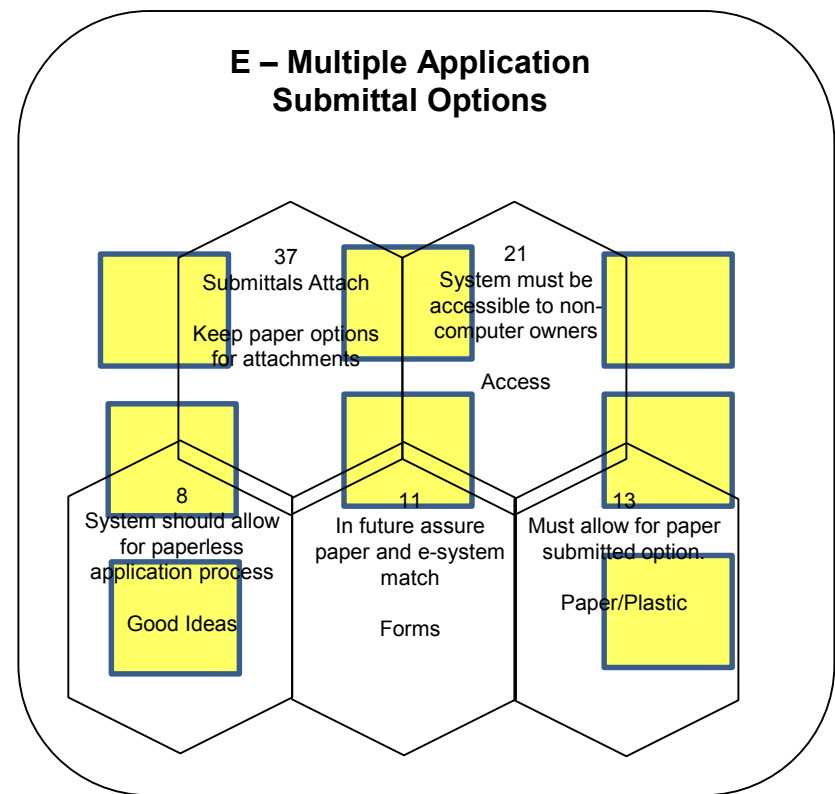 E – Multiple Application
Submittal Options
37
Submittals Attach
Keep paper options
for attachments
21
System must be
accessible to non-
computer owners
Access
8
System should allow
for paperless
application process
Good Ideas
11
In future assure
paper and e-system
match
Forms
13
Must allow for paper
submitted option.
Paper/Plastic